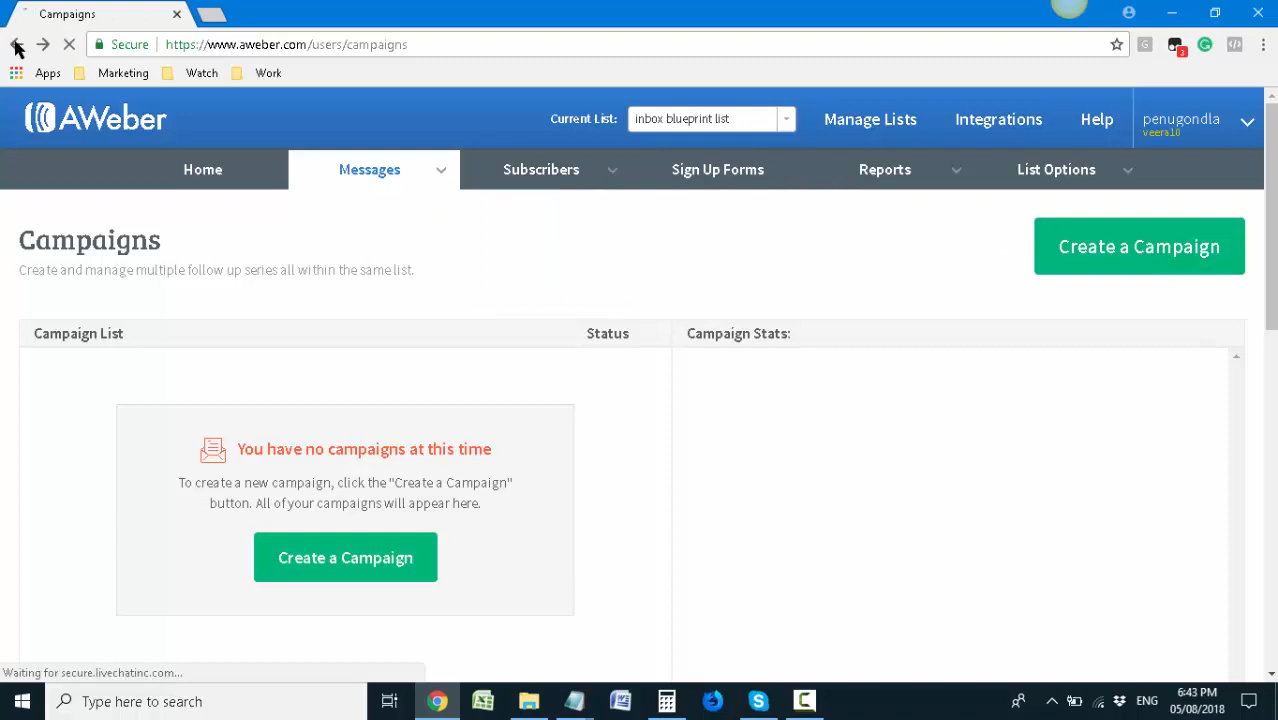 Campaigns
Secure
https://www.aweber.com/users/campaigns
G
3
G
Apps
Marketing
Watch
Work
AWeber
Current List:
inbox blueprint list
Manage Lists
Integrations
Help
penugondla
veera10
Home
Messages
Subscribers
Sign Up Forms
Reports
List Options
Campaigns
Create and manage multiple follow up series all within the same list.
Create a Campaign
Campaign List
Status
Campaign Stats:
You have no campaigns at this time
To create a new campaign, click the "Create a Campaign"
button. All of your campaigns will appear here.
Create a Campaign
Waiting for secure.livechatinc.com...
Type here to search
ENG
6:43 PM
05/08/2018